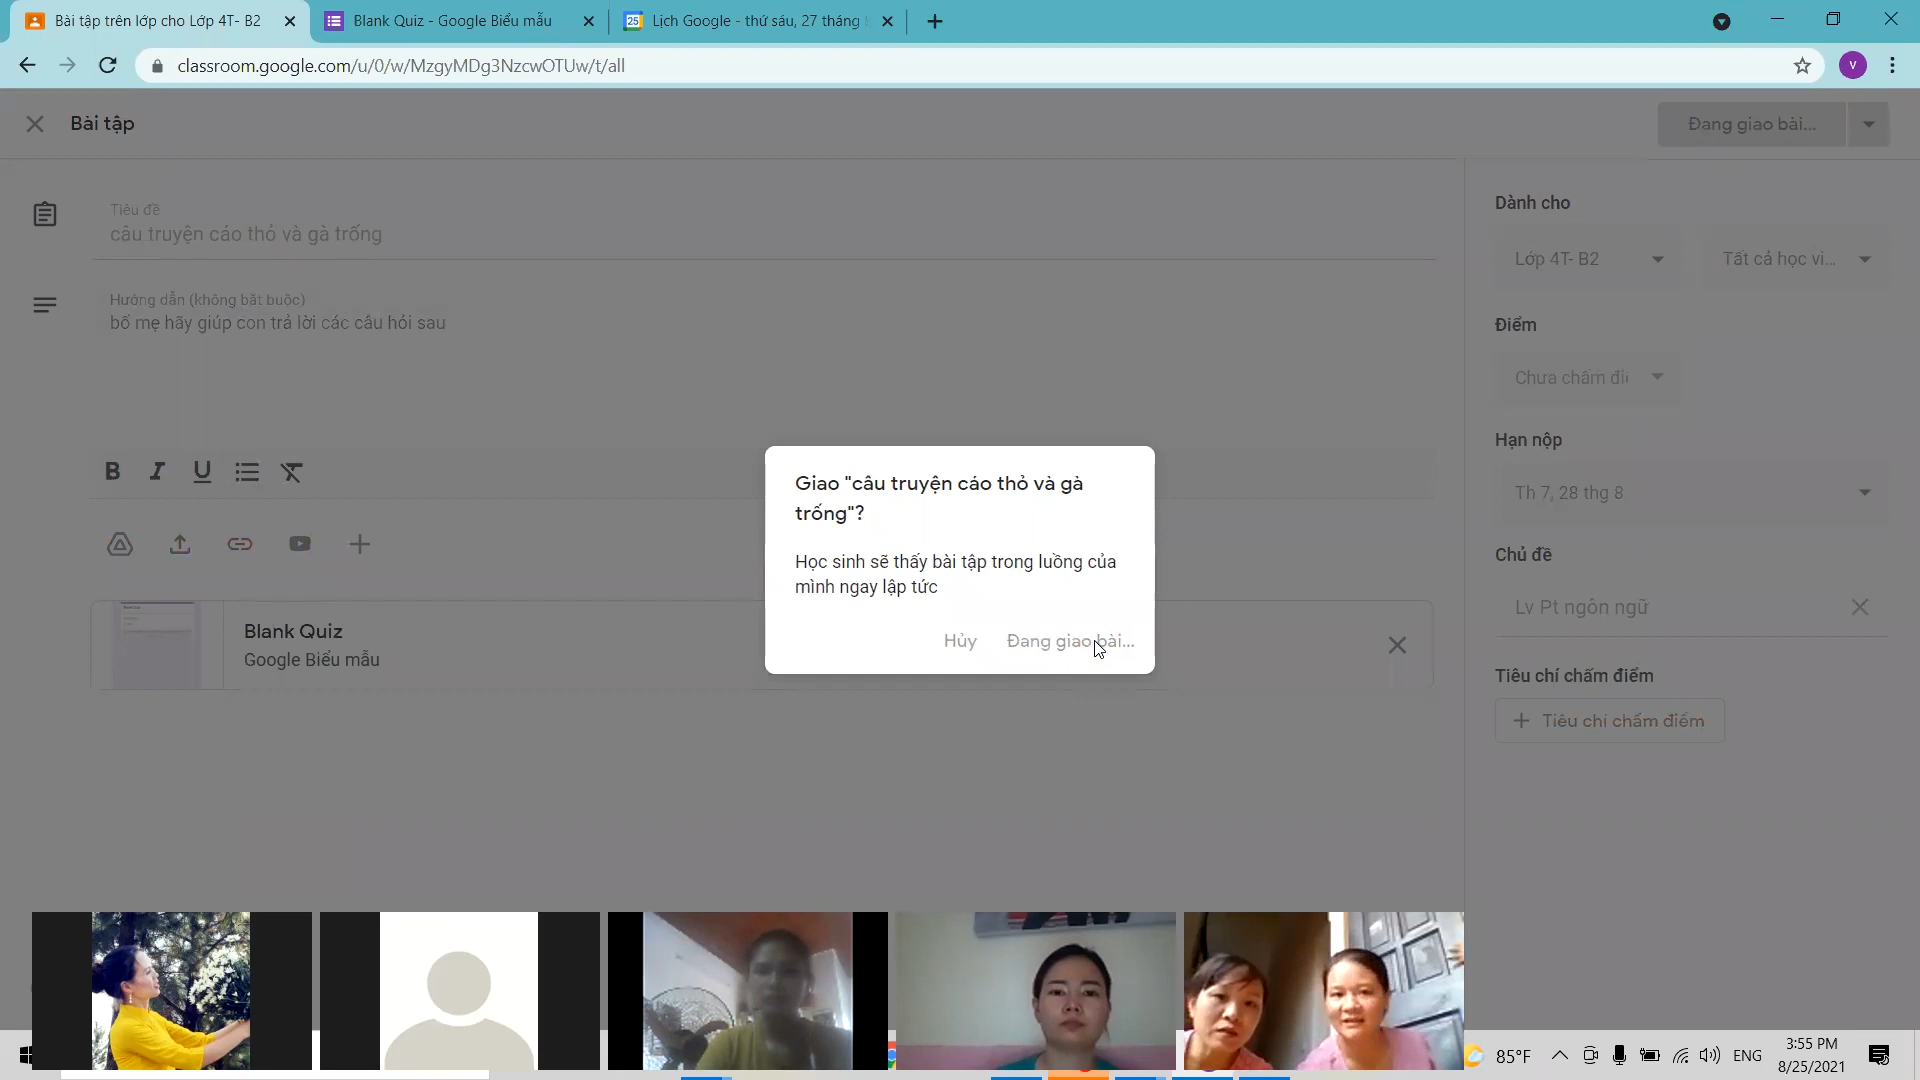 Bài tập trên lớp cho Lớp 4T- B2
Blank Quiz - Google Biểu mẫu
25
Lịch Google - thứ sáu, 27 tháng
classroom.google.com/u/0/w/MzgyMDg3NzcwOTUw/t/all
V
Bài tập
Đang giao bài...
Tiêu đề
câu truyện cáo thỏ và gà trống
Hướng dẫn (không bắt buộc)
bố mẹ hãy giúp con trả lời các câu hỏi sau
B I U
Blank Quiz
Google Biểu mẫu
Giao "câu truyện cáo thỏ và gà
trống"?
Học sinh sẽ thấy bài tập trong luồng của
mình ngay lập tức
Hủy
Đang giao bài...
Dành cho
Lớp 4T- B2
Tất cả học vi...
Điểm
Chưa chấm
Hạn nộp
Th 7, 28 thg 8
Chủ đề
Lv Pt ngôn ngữ
Tiêu chí chấm điểm
Tiêu chí chấm điểm
85°F
ENG
3:55 PM
8/25/2021